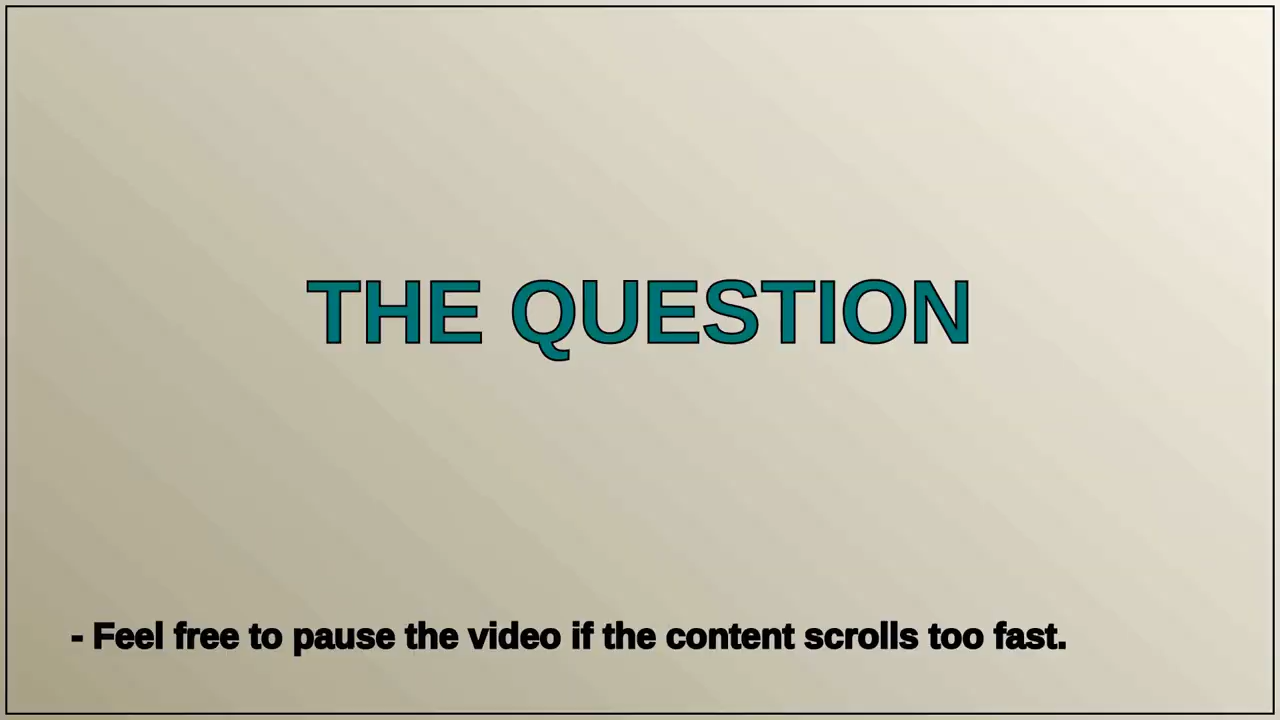 THE QUESTION
- Feel free to pause the video if the content scrolls too fast.